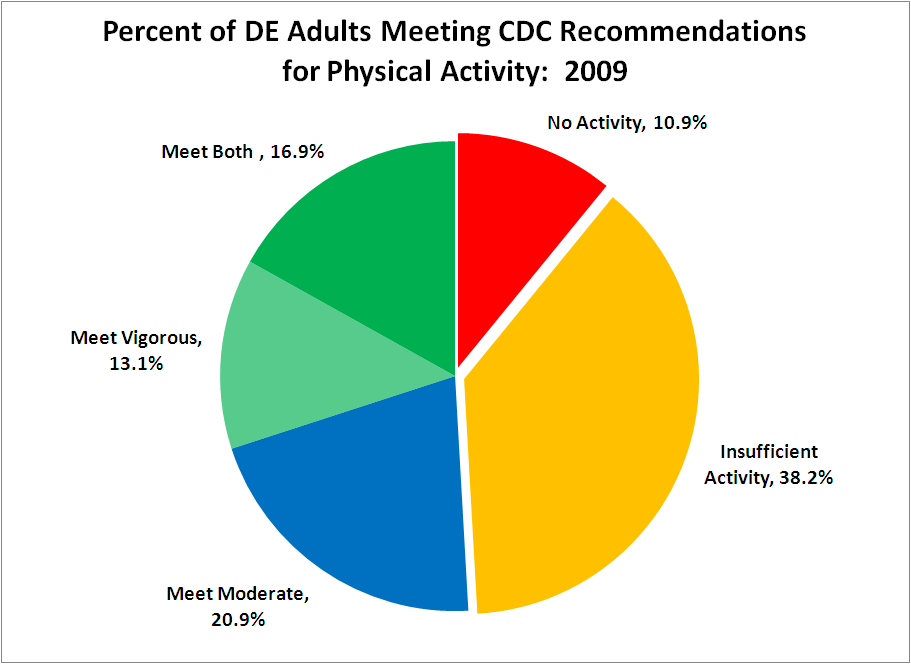 Percent of DE Adults Meeting CDC Recommendations
for Physical Activity:  2009
No Activity, 10.9%
Meet Both , 16.9%
Meet Vigorous,
13.1%
Insufficient
Activity, 38.2%
Meet Moderate,
20.9%